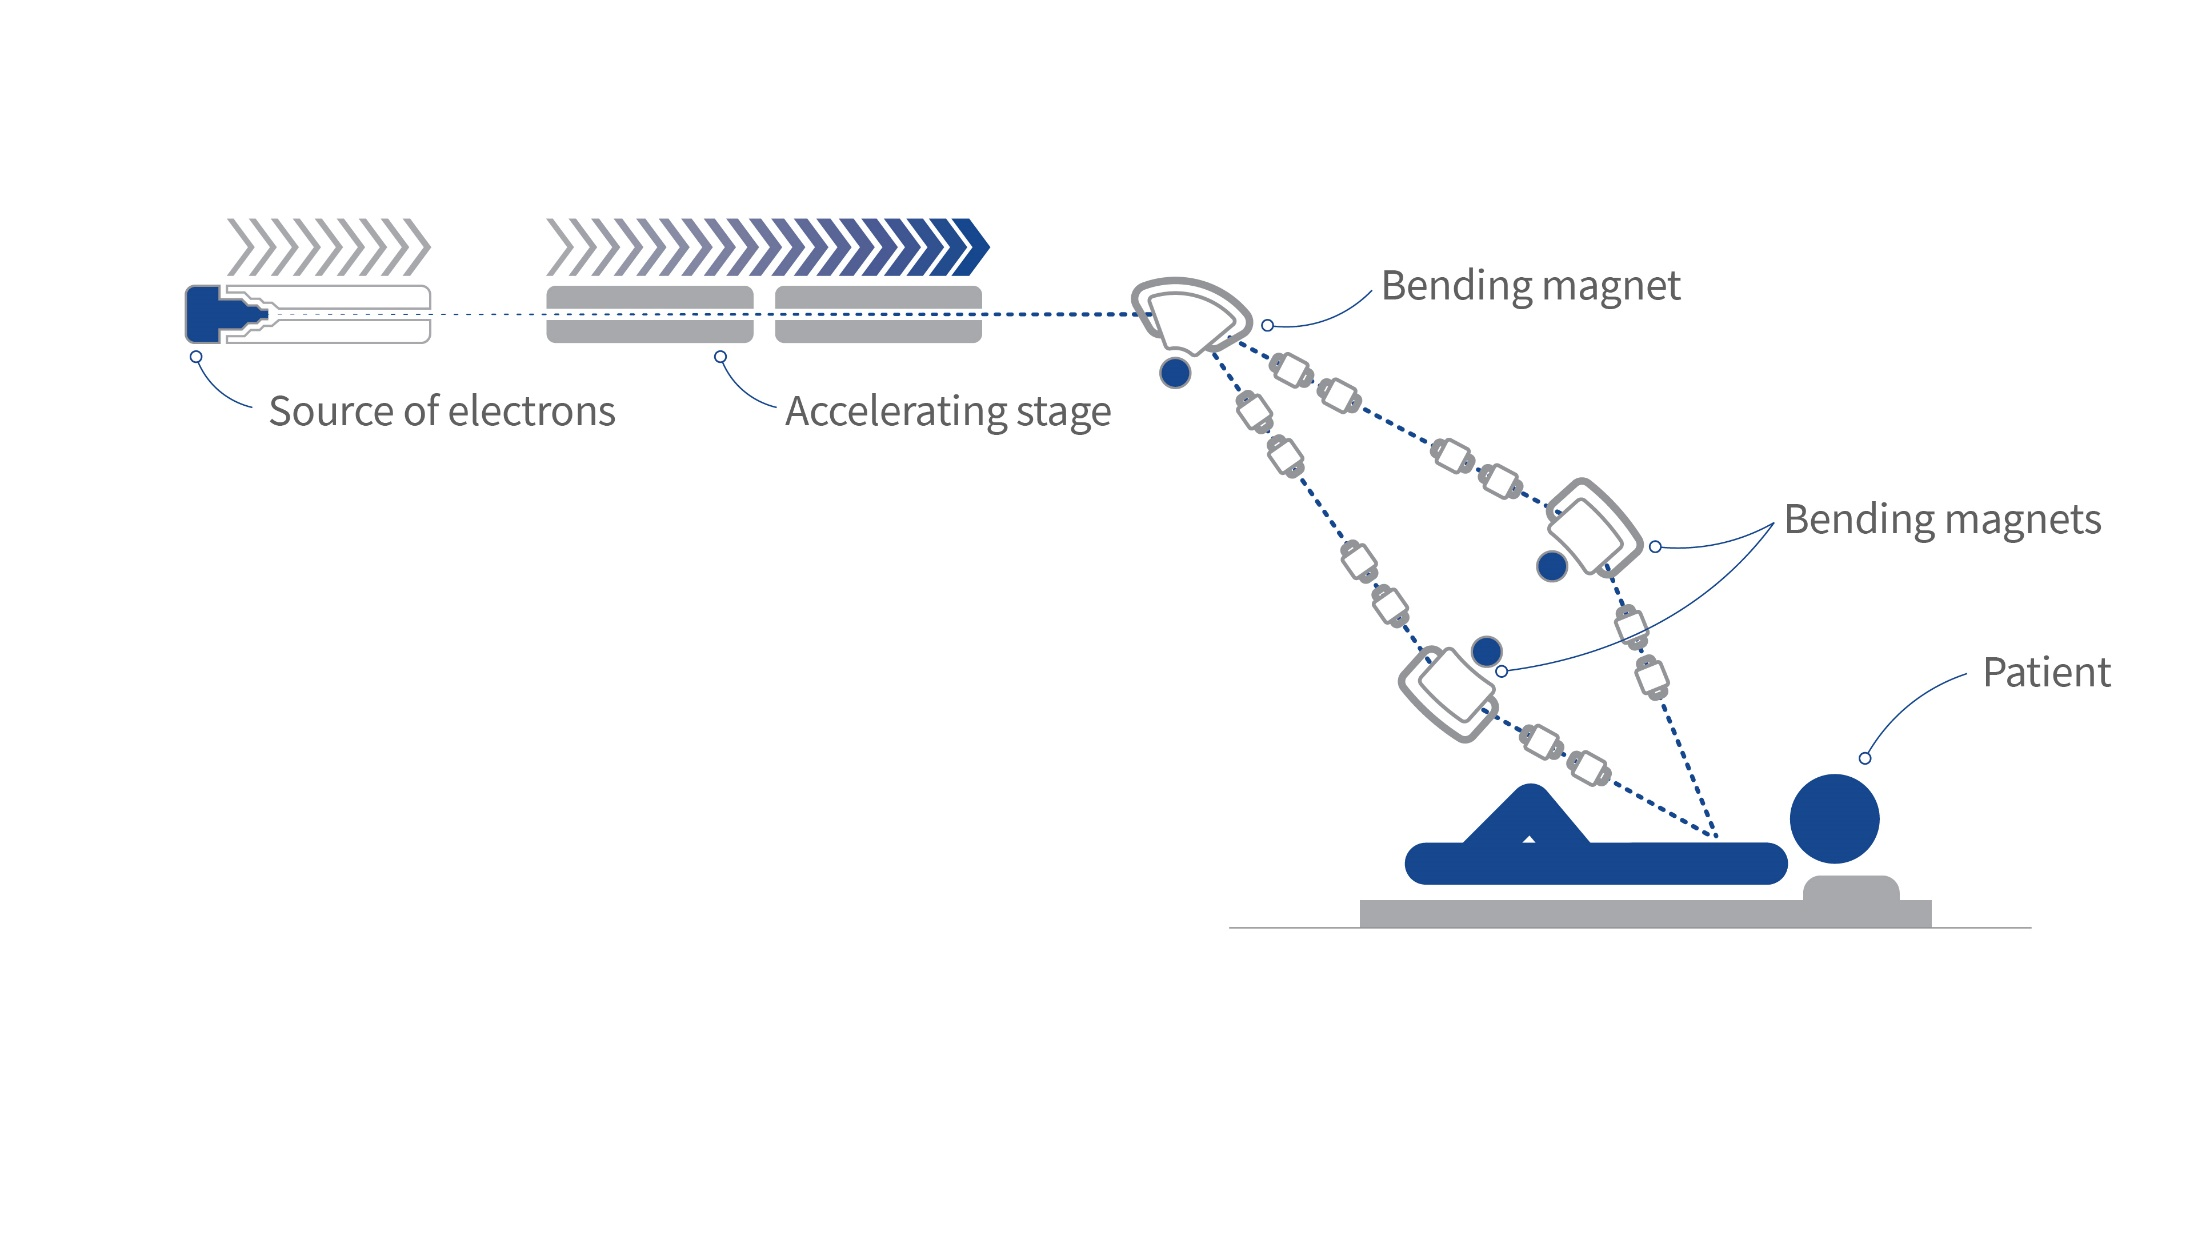 Bending magnet
Source of electrons
Accelerating stage
Bending magnets
Patient